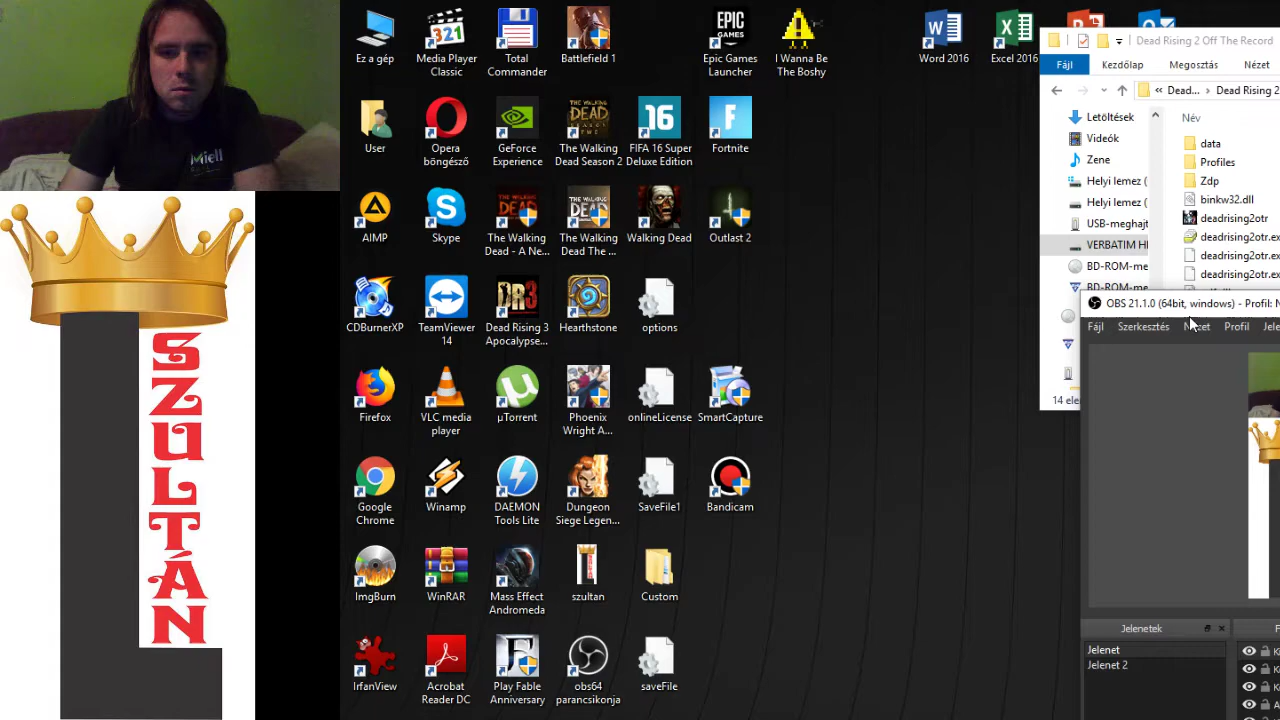 Miell
SZULTÁN
Ez a gép
Media Player
Classic
Total
Commander
Battlefield 1
Epic Games
Launcher
I Wanna Be
The Boshy
Word 2016
Excel 2016
User
Opera
böngésző
GeForce
Experience
The Walking
Dead Season 2
FIFA 16 Super
Deluxe Edition
Fortnite
AIMP
Skype
The Walking
Dead - A Ne...
The Walking
Dead The ...
Walking Dead
Outlast 2
CDBurnerXP
TeamViewer
14
Dead Rising 3
Apocalypse...
Hearthstone
options
Firefox
VLC media
player
µTorrent
Phoenix
Wright A...
onlineLicense
SmartCapture
Google
Chrome
Winamp
DAEMON
Tools Lite
Dungeon
Siege Legen...
SaveFile1
Bandicam
ImgBurn
WinRAR
Mass Effect
Andromeda
szultan
Custom
IrfanView
Acrobat
Reader DC
Play Fable
Anniversary
obs64
parancsikonja
saveFile
Dead Rising 2 Off The Record
Fájl Kezdőlap Megosztás Nézet
« Dead... › Dead Rising 2
Letöltések
Videók
Zene
Helyi lemez (
Helyi lemez (
USB-meghajt
VERBATIM HI
BD-ROM-me
BD-ROM-me
14 ele
Név
data
Profiles
Zdp
binkw32.dll
deadrising2otr
deadrising2otr.ex
deadrising2otr.ex
deadrising2otr.ex
OBS 21.1.0 (64bit, windows) - Profil: N
Fájl Szerkesztés Nézet Profil Jele
Jelenetek
Jelenet
Jelenet 2